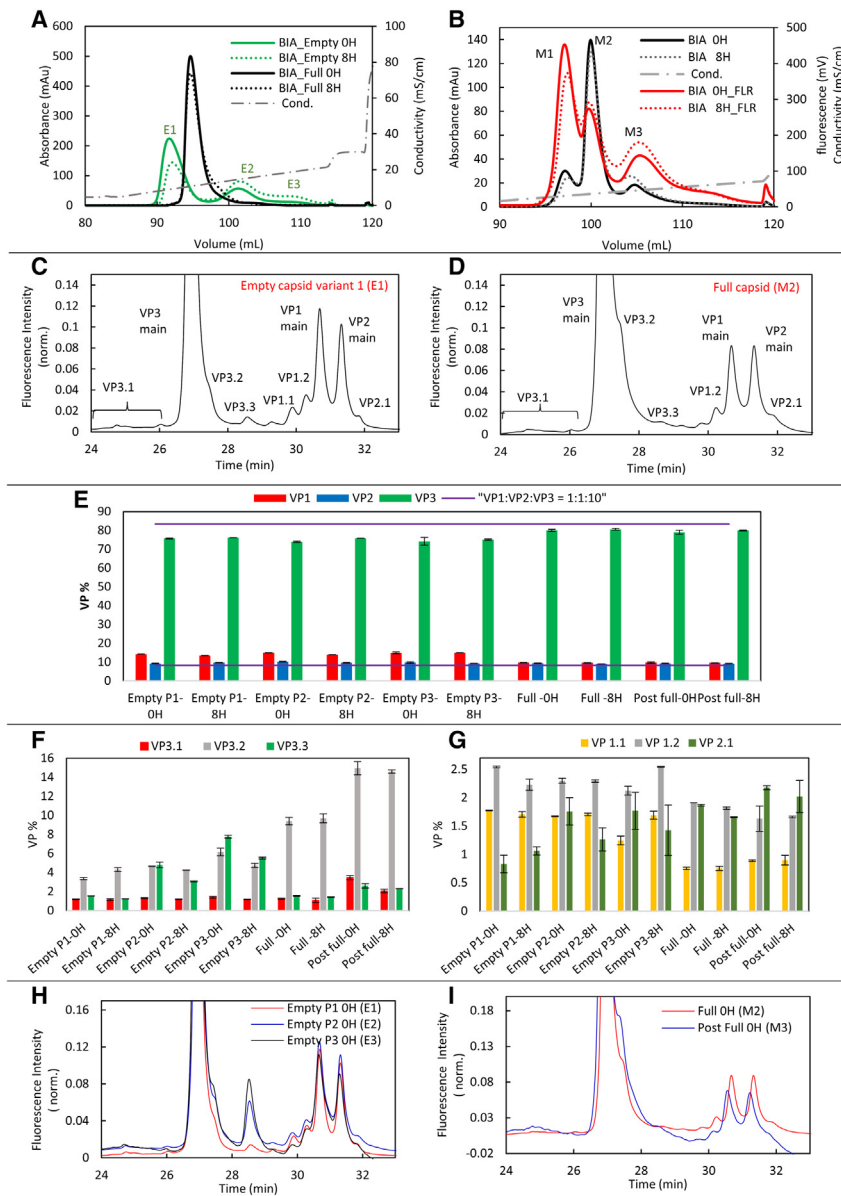 A
BIA_Empty 0H
BIA_Empty 8H
BIA_Full 0H
BIA_Full 8H
Cond.
E1
E2
E3
Absorbance (mAu)
600
500
400
300
200
100
0
80 90 100 110 120
Volume (mL)
100
80
60
40
20
0
Conductivity (mS/cm)
B
M1
M2
M3
BIA 0H
BIA 8H
Cond.
BIA 0H_FLR
BIA 8H_FLR
Absorbance (mAu)
140
120
100
80
60
40
20
0
90 100 110 120
Volume (mL)
500
400
300
200
100
0
fluorescence (mV)
Conductivity (mS/cm)
C
Empty capsid variant 1 (E1)
Fluorescence Intensity
(norm.)
0.14
0.1
0.08
0.06
0.04
0.02
0
VP3
main
VP3.1
VP3.2
VP3.3
VP1.1
VP1.2
VP1
main
VP2
main
VP2.1
24 26 28 30 32
Time (min)
D
Full capsid (M2)
Fluorescence Intensity
(norm.)
0.14
0.1
0.08
0.06
0.04
0.02
0
VP3
main
VP3.2
VP3.1
VP3.3
VP1.2
VP1
main
VP2
main
VP2.1
24 26 28 30 32
Time (min)
E
VP1 VP2 VP3 "VP1:VP2:VP3 = 1:1:10"
VP %
90
80
70
60
50
40
30
20
10
0
Empty P1-
0H
Empty P1-
8H
Empty P2-
0H
Empty P2-
8H
Empty P3-
0H
Empty P3-
8H
Full -0H
Full -8H
Post full-0H
Post full-8H
F
VP3.1 VP3.2 VP3.3
VP %
16
14
12
10
8
6
4
2
0
Empty P1-0H
Empty P1-8H
Empty P2-0H
Empty P2-8H
Empty P3-0H
Empty P3-8H
Full -0H
Full -8H
Post full-0H
Post full-8H
G
VP 1.1 VP 1.2 VP 2.1
VP %
2.5
2
1.5
1
0.5
0
Empty P1-0H
Empty P1-8H
Empty P2-0H
Empty P2-8H
Empty P3-0H
Empty P3-8H
Full -0H
Full -8H
Post full-0H
Post full-8H
H
Empty P1 0H (E1)
Empty P2 0H (E2)
Empty P3 0H (E3)
Fluorescence Intensity
( norm.)
0.16
0.12
0.08
0.04
0.00
24 26 28 30 32
Time (min)
I
Full 0H (M2)
Post Full 0H (M3)
Fluorescence Intensity
( norm.)
0.18
0.13
0.08
0.03
-0.02
24 26 28 30 32
Time (min)